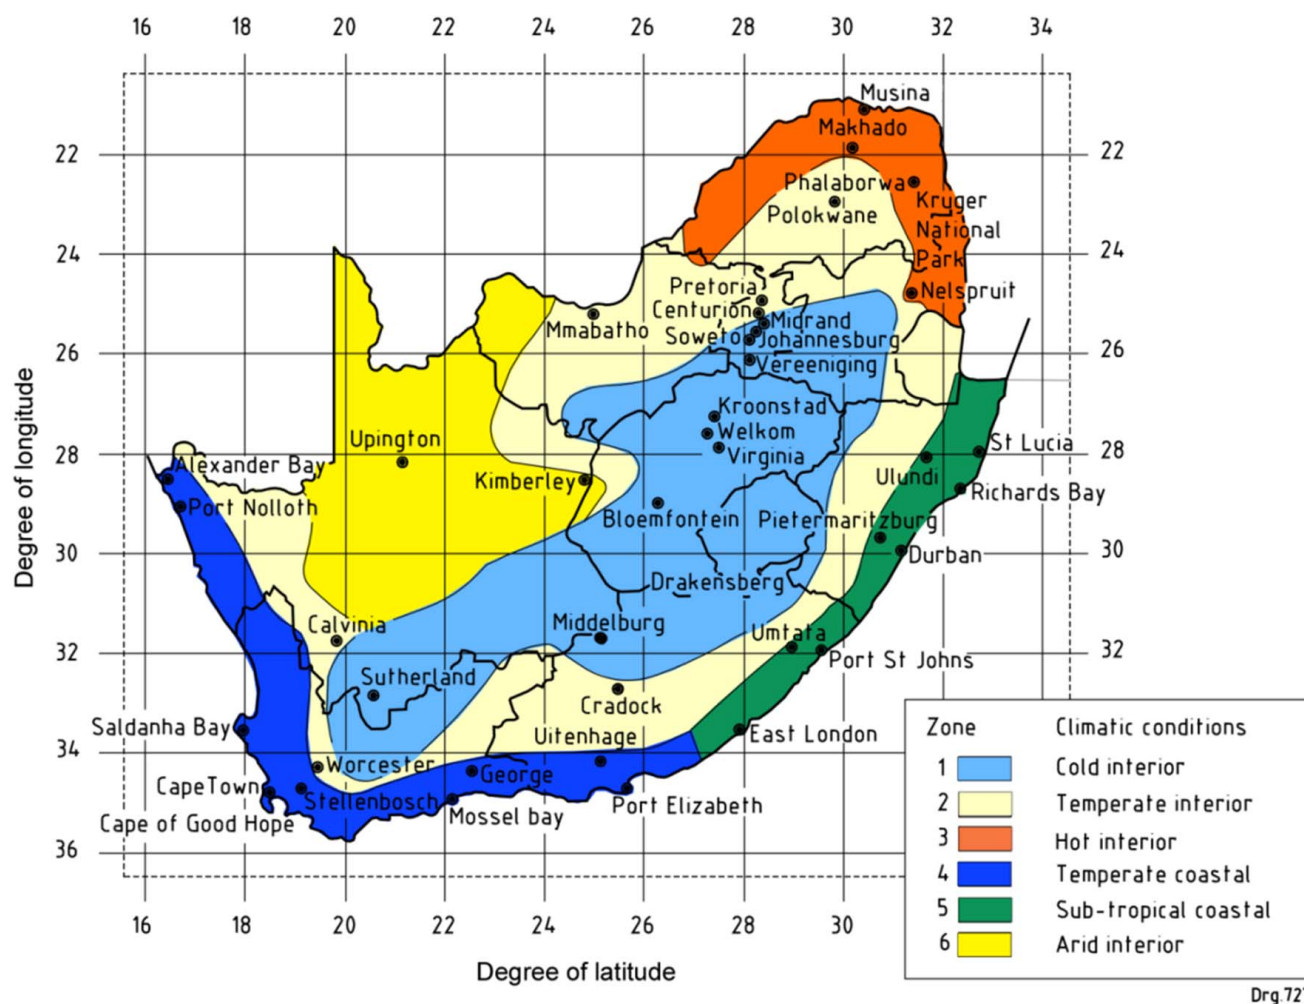 16 18 20 22 24 26 28 30 32 34
Musina
Makhado
22 22
Phalaborwa
Kruger
Polokwane
National
24 24
Park
Pretoria
Nelspruit
Centurion
Midrand
Mmabatho
Soweto
Johannesburg
26 26
Vereeniging
Kroonstad
Upington
Welkom
St Lucia
28 28
Virginia
Alexander Bay
Kimberley
Ulundi
Richards Bay
Port Nolloth
Bloemfontein
Pietermaritzburg
30 30
Durban
Drakensberg
Calvinia
Middelburg
Umtata
32 32
Port St Johns
Sutherland
Cradock
Saldanha Bay
Uitenhage
East London
34
Worcester
George
CapeTown
Stellenbosch
Port Elizabeth
Cape of Good Hope
Mossel bay
36
16 18 20 22 24 26 28 30
Degree of longitude
Degree of latitude
Zone Climatic conditions
1 Cold interior
2 Temperate interior
3 Hot interior
4 Temperate coastal
5 Sub-tropical coastal
6 Arid interior